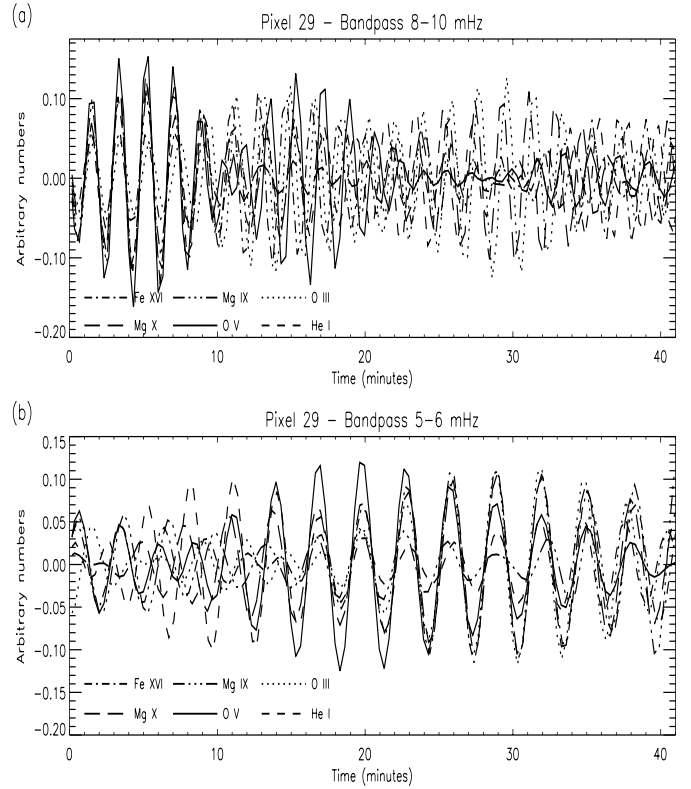 (a)
Pixel 29 – Bandpass 8–10 mHz
Arbitrary numbers
0.10
0.00
−0.10
−0.20
Fe XVI Mg IX O III
Mg X O V He I
0 10 20 30 40
Time (minutes)
(b)
Pixel 29 – Bandpass 5–6 mHz
Arbitrary numbers
0.15
0.10
0.05
0.00
−0.05
−0.10
−0.15
−0.20
Fe XVI Mg IX O III
Mg X O V He I
0 10 20 30 40
Time (minutes)